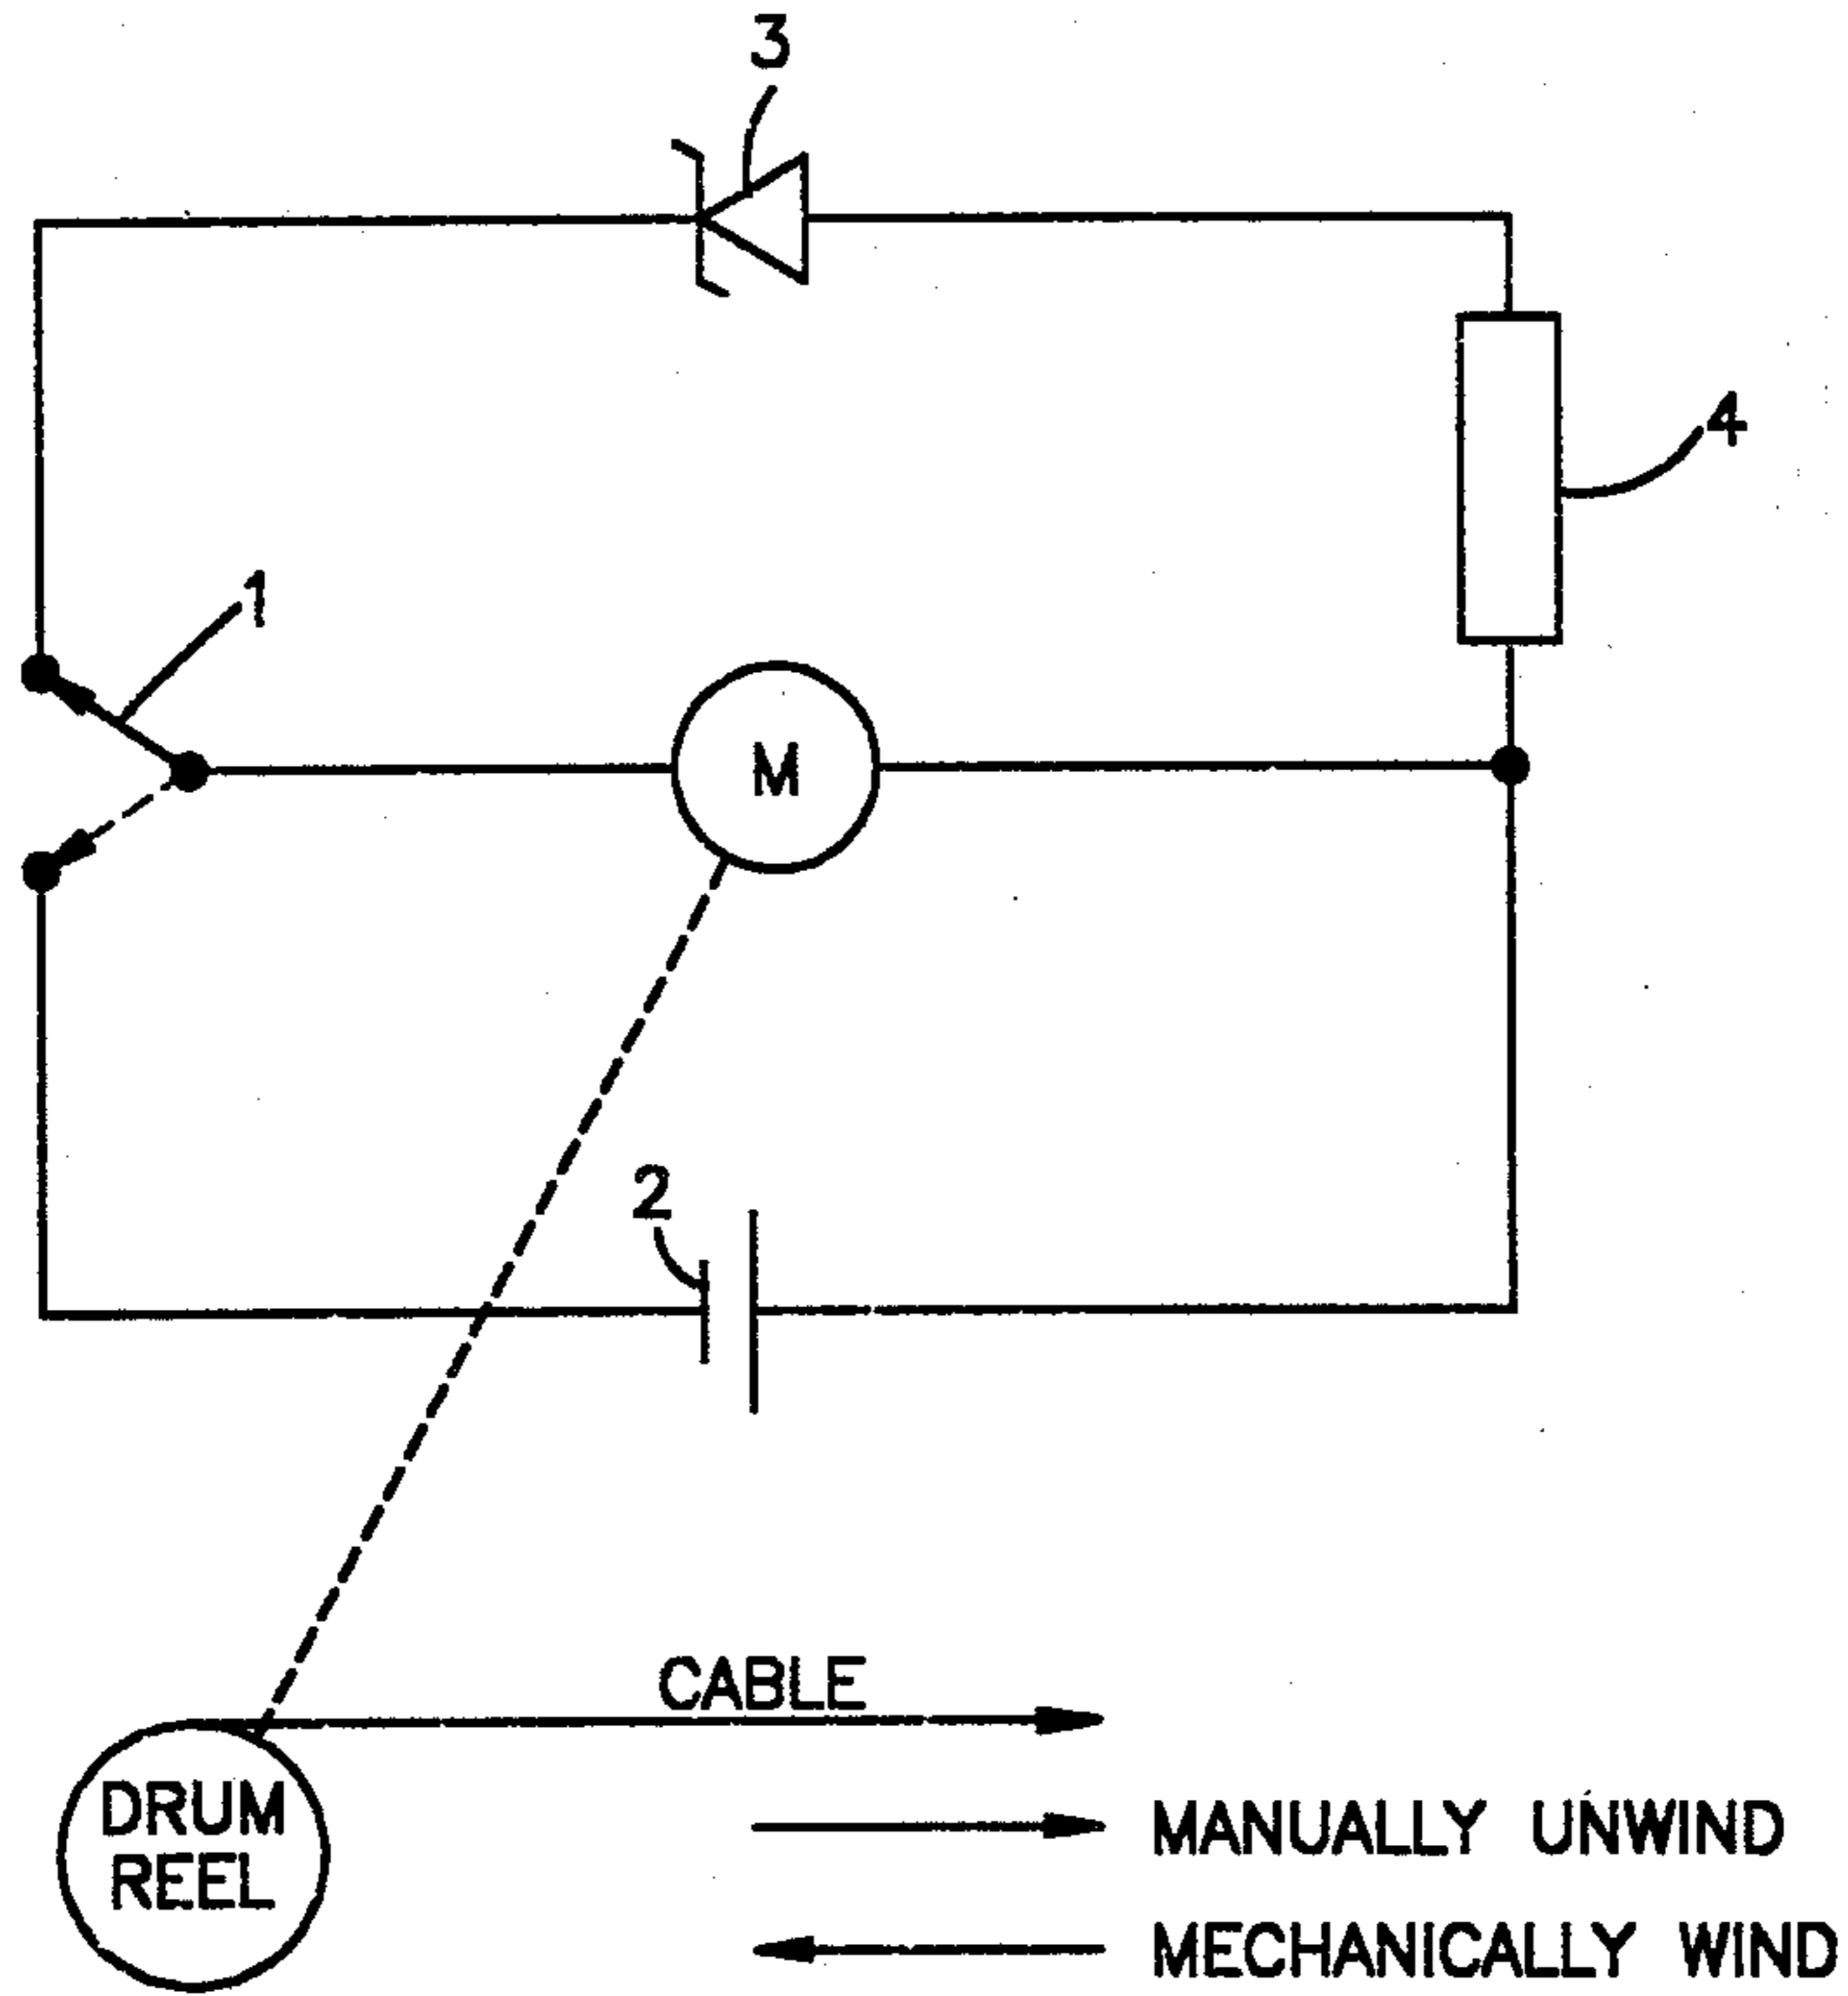 3
4
1
M
2
CABLE
DRUM
REEL
MANUALLY UNWIND
MECHANICALLY WIND